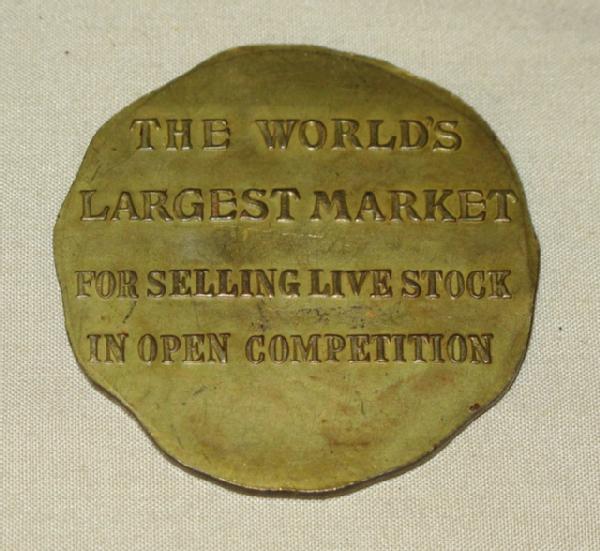 THE WORLD'S
LARGEST MARKET
FOR SELLING LIVE STOCK
IN OPEN COMPETITION